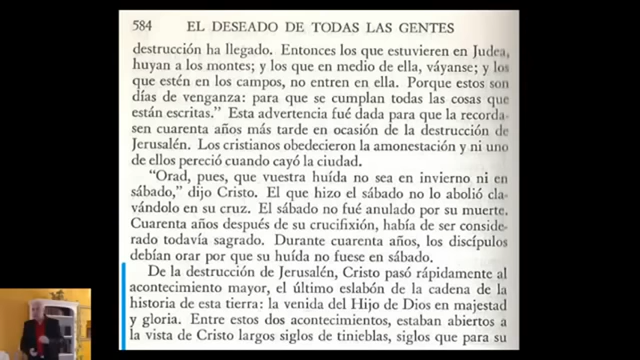 584 EL DESEADO DE TODAS LAS GENTES
destrucción ha llegado. Entonces los que estuvieren en Judea,
huyan a los montes; y los que en medio de ella, váyanse; y los
que estén en los campos, no entren en ella. Porque estos son
días de venganza: para que se cumplan todas las cosas que
están escritas.” Esta advertencia fué dada para que la recorda-
sen cuarenta años más tarde en ocasión de la destrucción de
Jerusalén. Los cristianos obedecieron la amonestación y ni uno
de ellos pereció cuando cayó la ciudad.
“Orad, pues, que vuestra huída no sea en invierno ni en
sábado,” dijo Cristo. El que hizo el sábado no lo abolió cla-
vándolo en su cruz. El sábado no fué anulado por su muerte.
Cuarenta años después de su crucifixión, había de ser conside-
rado todavía sagrado. Durante cuarenta años, los discípulos
debían orar por que su huída no fuese en sábado.
De la destrucción de Jerusalén, Cristo pasó rápidamente al
acontecimiento mayor, el último eslabón de la cadena de la
historia de esta tierra: la venida del Hijo de Dios en majestad
y gloria. Entre estos dos acontecimientos, estaban abiertos a
la vista de Cristo largos siglos de tinieblas, siglos que para su